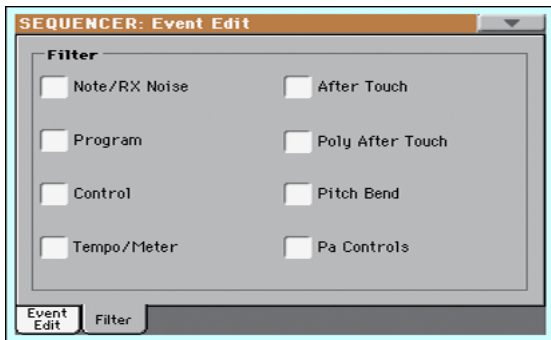 SEQUENCER: Event Edit
Filter
Note/RX Noise
After Touch
Program
Poly After Touch
Control
Pitch Bend
Tempo/Meter
Pa Controls
Event
Edit
Filter